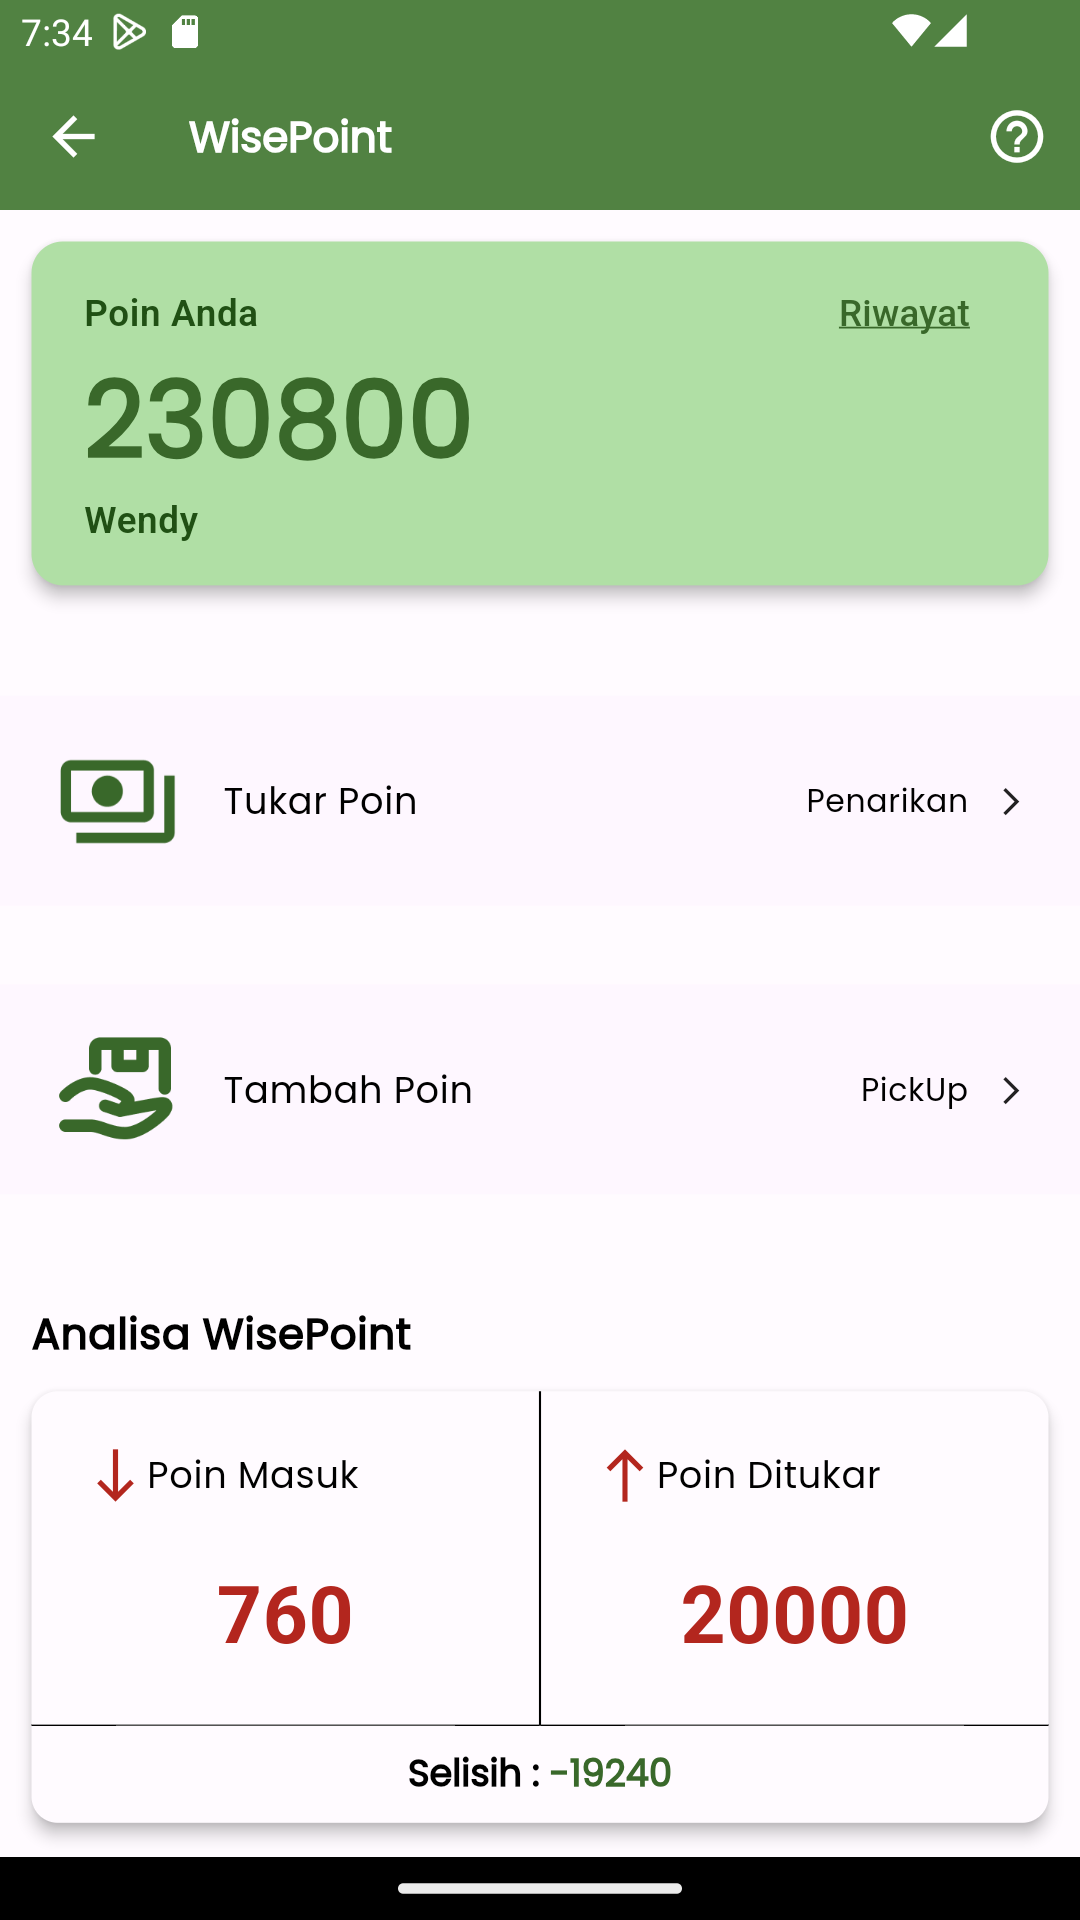 7:34
WisePoint
Poin Anda
Riwayat
230800
Wendy
Tukar Poin
Penarikan
Tambah Poin
PickUp
Analisa WisePoint
Poin Masuk
Poin Ditukar
760
20000
Selisih : -19240